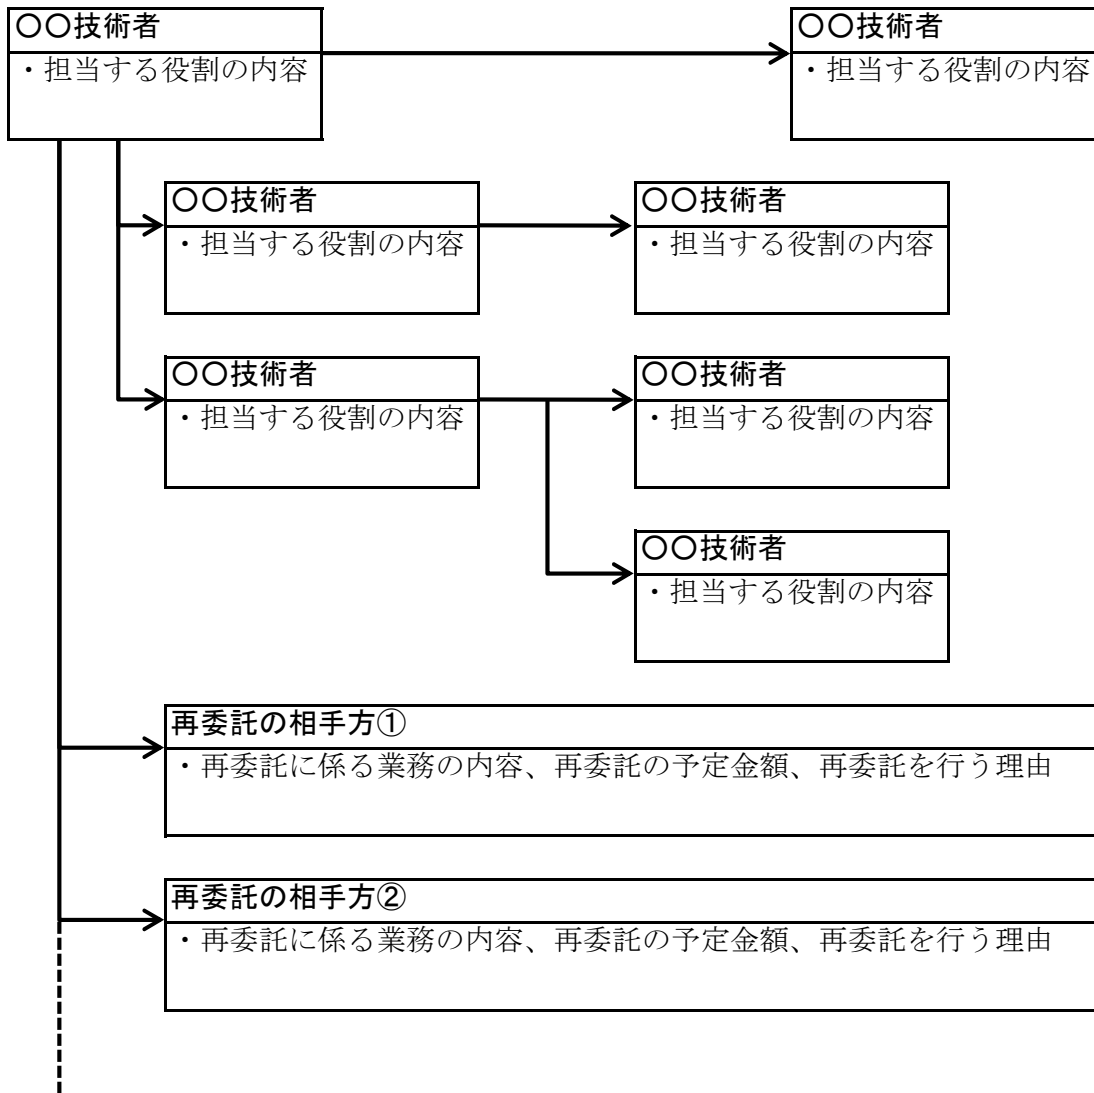 〇〇技術者
・担当する役割の内容
〇〇技術者
・担当する役割の内容
〇〇技術者
・担当する役割の内容
〇〇技術者
・担当する役割の内容
〇〇技術者
・担当する役割の内容
〇〇技術者
・担当する役割の内容
〇〇技術者
・担当する役割の内容
再委託の相手方①
・再委託に係る業務の内容、再委託の予定金額、再委託を行う理由
再委託の相手方②
・再委託に係る業務の内容、再委託の予定金額、再委託を行う理由